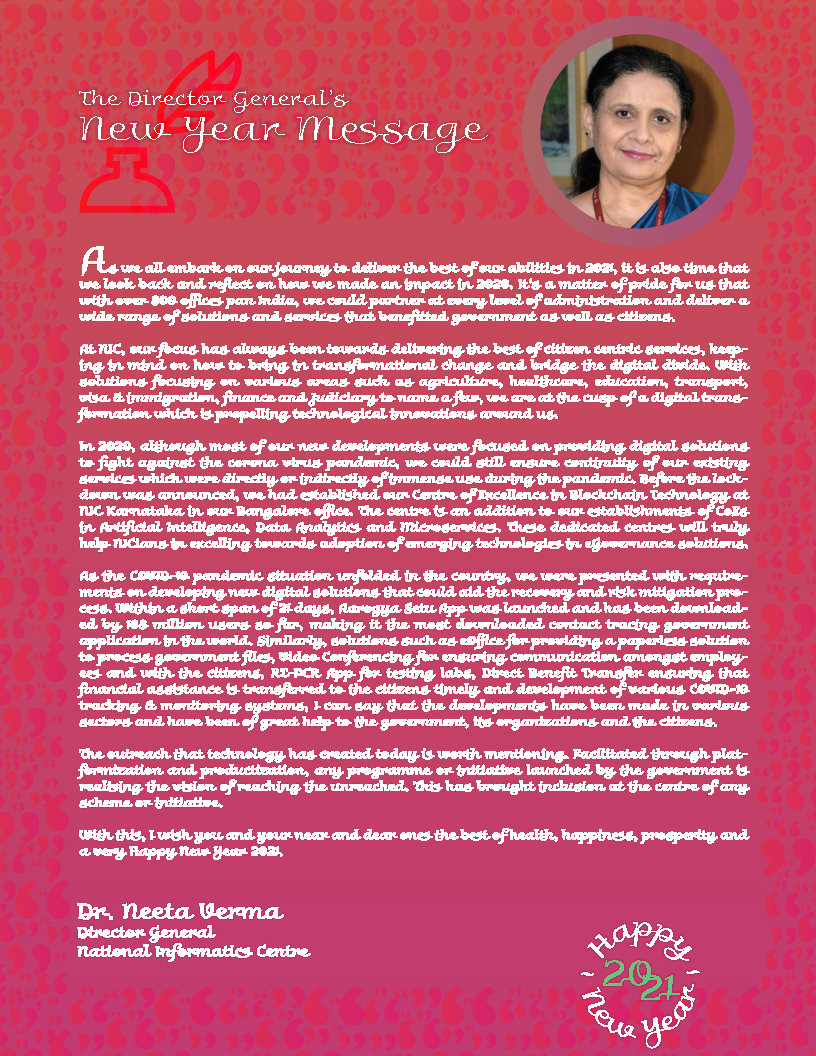 The Director General's
New Year Message
As we all embark on our journey to deliver the best of our abilities in 2021, it is also time that
we look back and reflect on how we made an impact in 2020. It's a matter of pride for us that
with over 800 offices pan India, we could partner at every level of administration and deliver a
wide range of solutions and services that benefitted government as well as citizens.
At NIC, our focus has always been towards delivering the best of citizen centric services, keep-
ing in mind on how to bring in transformational change and bridge the digital divide. With
solutions focusing on various areas such as agriculture, healthcare, education, transport,
visa & immigration, finance and judiciary to name a few, we are at the cusp of a digital trans-
formation which is propelling technological innovations around us.
In 2020, although most of our new developments were focused on providing digital solutions
to fight against the corona virus pandemic, we could still ensure continuity of our existing
services which were directly or indirectly of immense use during the pandemic. Before the lock-
down was announced, we had established our Centre of Excellence in Blockchain Technology at
NIC Karnataka in our Bangalore office. The centre is an addition to our establishments of CoEs
in Artificial Intelligence, Data Analytics and Microservices. These dedicated centres will truly
help NICians in excelling towards adoption of emerging technologies in eGovernance solutions.
As the COVID-19 pandemic situation unfolded in the country, we were presented with require-
ments on developing new digital solutions that could aid the recovery and risk mitigation pro-
cess. Within a short span of 21 days, Aarogya Setu App was launched and has been download-
ed by 168 million users so far, making it the most downloaded contact tracing government
application in the world. Similarly, solutions such as eOffice for providing a paperless solution
to process government files, Video Conferencing for ensuring communication amongst employ-
ees and with the citizens, RT-PCR App for testing labs, Direct Benefit Transfer ensuring that
financial assistance is transferred to the citizens timely and development of various COVID-19
tracking & monitoring systems, I can say that the developments have been made in various
sectors and have been of great help to the government, its organizations and the citizens.
The outreach that technology has created today is worth mentioning. Facilitated through plat-
formization and productization, any programme or initiative launched by the government is
realising the vision of reaching the unreached. This has brought inclusion at the centre of any
scheme or initiative.
With this, I wish you and your near and dear ones the best of health, happiness, prosperity and
a very Happy New Year 2021.
Dr. Neeta Verma
Director General
National Informatics Centre
Happy
2021
New Year